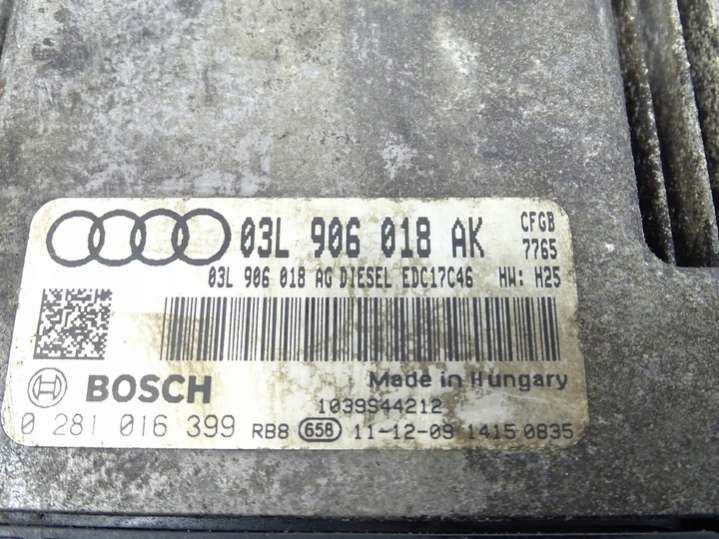 03L 906 018 AK CFGB
7765
03L 906 018 AG DIESEL EDC17C46 HW: H25
BOSCH
Made in Hungary
1039S44212
0 281 016 399 RB8 658 11-12-09 1415 0835